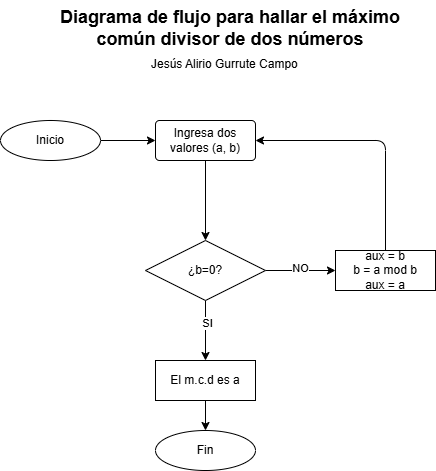 Diagrama de flujo para hallar el máximo
común divisor de dos números
Jesús Alirio Gurrute Campo
Inicio
Ingresa dos
valores (a, b)
¿b=0?
NO
aux = b
b = a mod b
aux = a
SI
El m.c.d es a
Fin